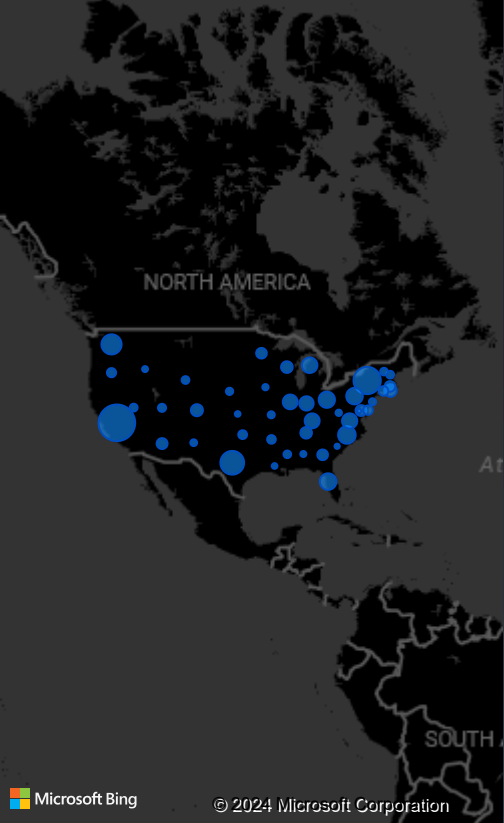 NORTH AMERICA
At
SOUTH A
Microsoft Bing
© 2024 Microsoft Corporation